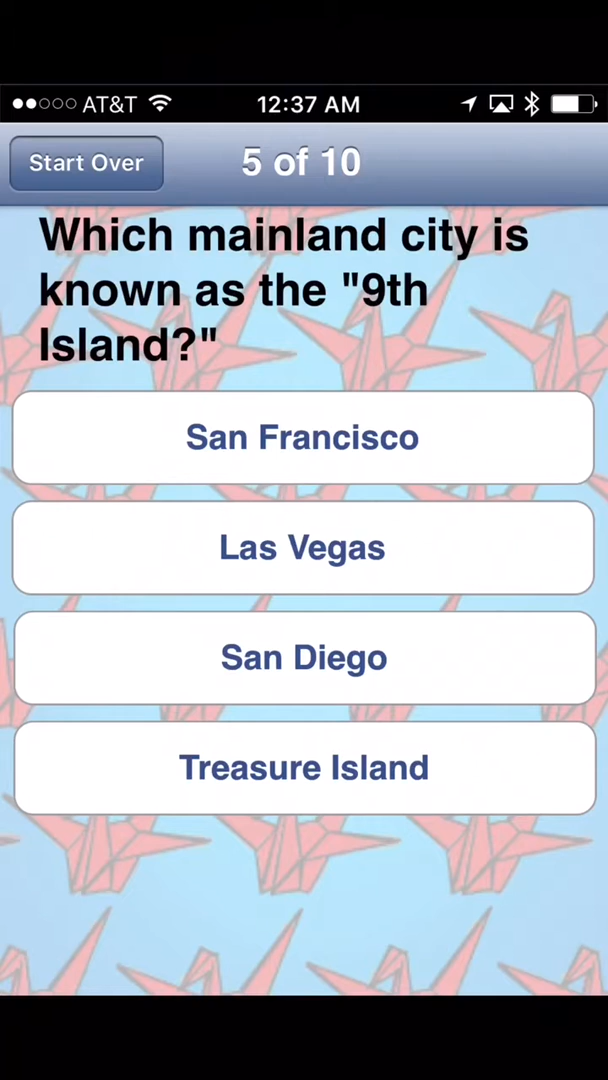 AT&T 12:37 AM
Start Over 5 of 10
Which mainland city is
known as the "9th
Island?"
San Francisco
Las Vegas
San Diego
Treasure Island